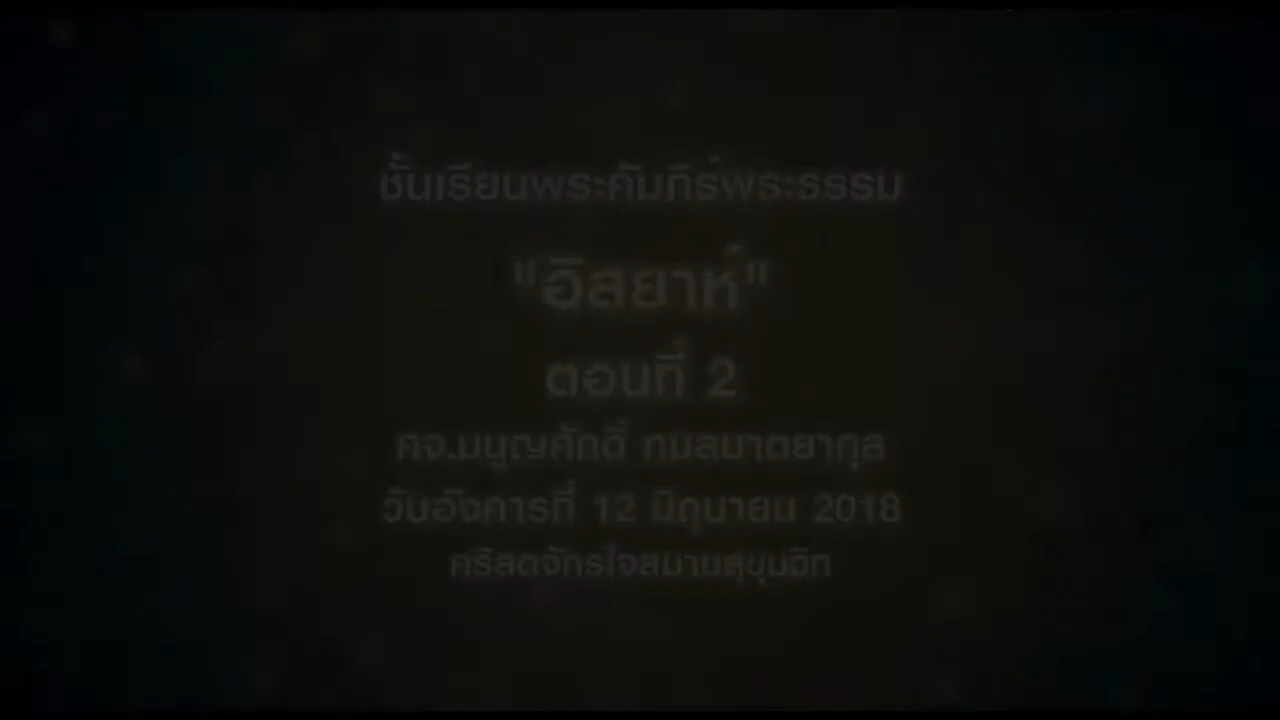 ชั้นเรียนพระคัมภีร์พระธรรม
"อิสยาห์"
ตอนที่ 2
ศจ.มนูญศักดิ์ กมลมาตยากุล
วันอังคารที่ 12 มิถุนายน 2018
คริสตจักรใจสมานสุขุมวิท